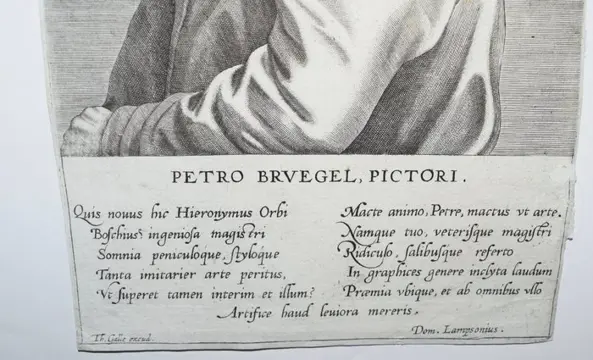 PETRO BRVEGEL, PICTORI.
Quis nouus hic Hieronymus Orbi
Boschius? ingeniosa magistri
Somnia peniculoque, styloque
Tanta imitarier arte peritus,
Vt superet tamen interim et illum?
Macte animo, Petre, mactus vt arte.
Namque tuo, veterisque magistri
Ridiculo, salibusque referto
In graphices genere inclyta laudum
Præmia vbique, et ab omnibus vllo
Artifice haud leuiora mereris.
Th. Galle excud.
Dom. Lampsonius.